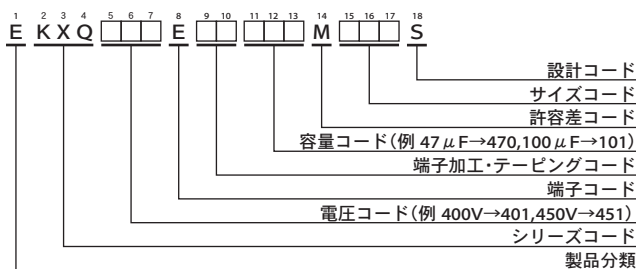 1 2 3 4 5 6 7 8 9 10 11 12 13 14 15 16 17 18
E K X Q E M S
設計コード
サイズコード
許容差コード
容量コード(例 47μF→470,100μF→101)
端子加工・テーピングコード
端子コード
電圧コード(例 400V→401,450V→451)
シリーズコード
製品分類